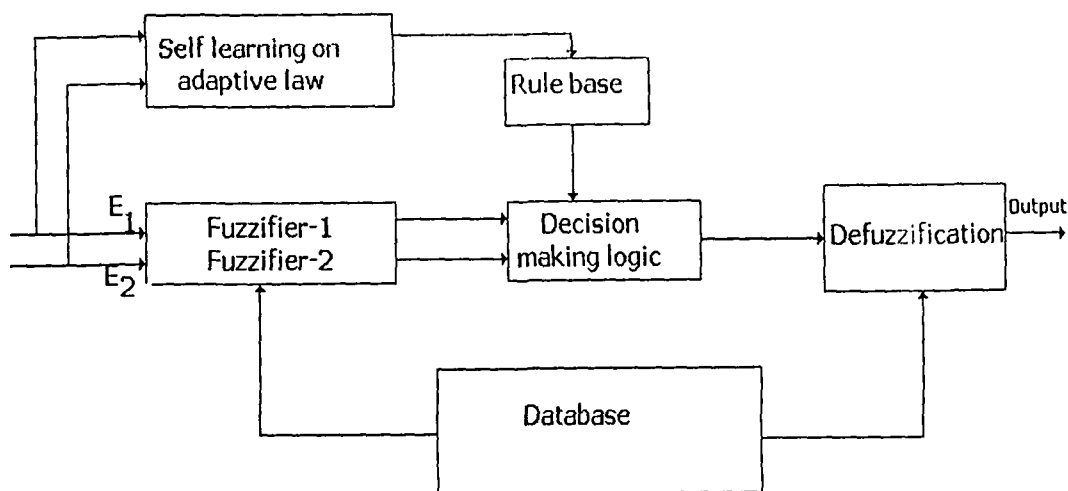 Self learning on
adaptive law
Rule base
E1
Fuzzifier-1
Fuzzifier-2
E2
Decision
making logic
Defuzzification
Output
Database